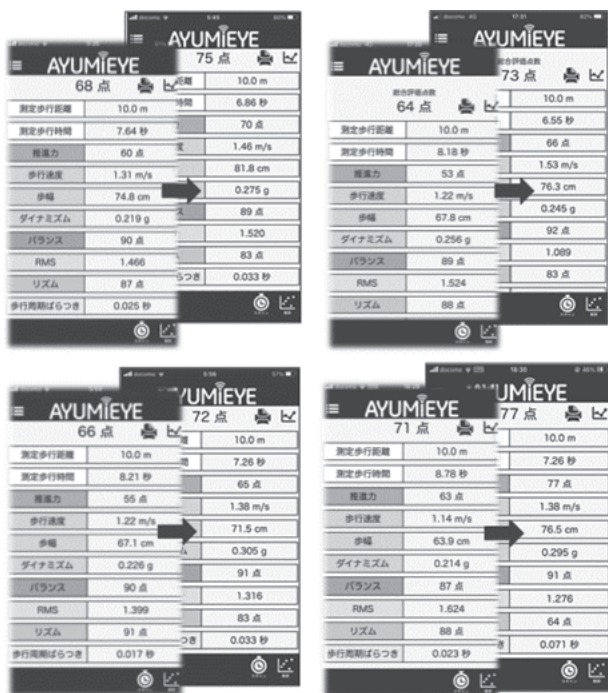 AYUMiEYE
68 点
測定歩行距離 10.0 m
測定歩行時間 7.64 秒
推進力 60 点
歩行速度 1.31 m/s
歩幅 74.8 cm
ダイナミズム 0.219 g
バランス 90 点
RMS 1.466
リズム 87 点
歩行周期ばらつき 0.025 秒
5:45
AYUMiEYE
75 点
10.0 m
6.86 秒
70 点
1.46 m/s
81.8 cm
0.275 g
89 点
1.520
83 点
0.033 秒
AYUMiEYE
総合評価点数
64 点
測定歩行距離 10.0 m
測定歩行時間 8.18 秒
推進力 53 点
歩行速度 1.22 m/s
歩幅 67.8 cm
ダイナミズム 0.256 g
バランス 89 点
RMS 1.524
リズム 88 点
17:31
AYUMiEYE
総合評価点数
73 点
10.0 m
6.55 秒
66 点
1.53 m/s
76.3 cm
0.245 g
92 点
1.089
83 点
AYUMiEYE
66 点
測定歩行距離 10.0 m
測定歩行時間 8.21 秒
推進力 55 点
歩行速度 1.22 m/s
歩幅 67.1 cm
ダイナミズム 0.226 g
バランス 90 点
RMS 1.399
リズム 91 点
歩行周期ばらつき 0.017 秒
YUMiEYE
72 点
10.0 m
7.26 秒
65 点
1.38 m/s
71.5 cm
0.305 g
91 点
1.316
83 点
0.033 秒
AYUMiEYE
71 点
測定歩行距離 10.0 m
測定歩行時間 8.78 秒
推進力 63 点
歩行速度 1.14 m/s
歩幅 63.9 cm
ダイナミズム 0.214 g
バランス 87 点
RMS 1.624
リズム 88 点
歩行周期ばらつき 0.023 秒
18:30
UMiEYE
77 点
10.0 m
7.26 秒
77 点
1.38 m/s
76.5 cm
0.295 g
91 点
1.276
64 点
0.071 秒